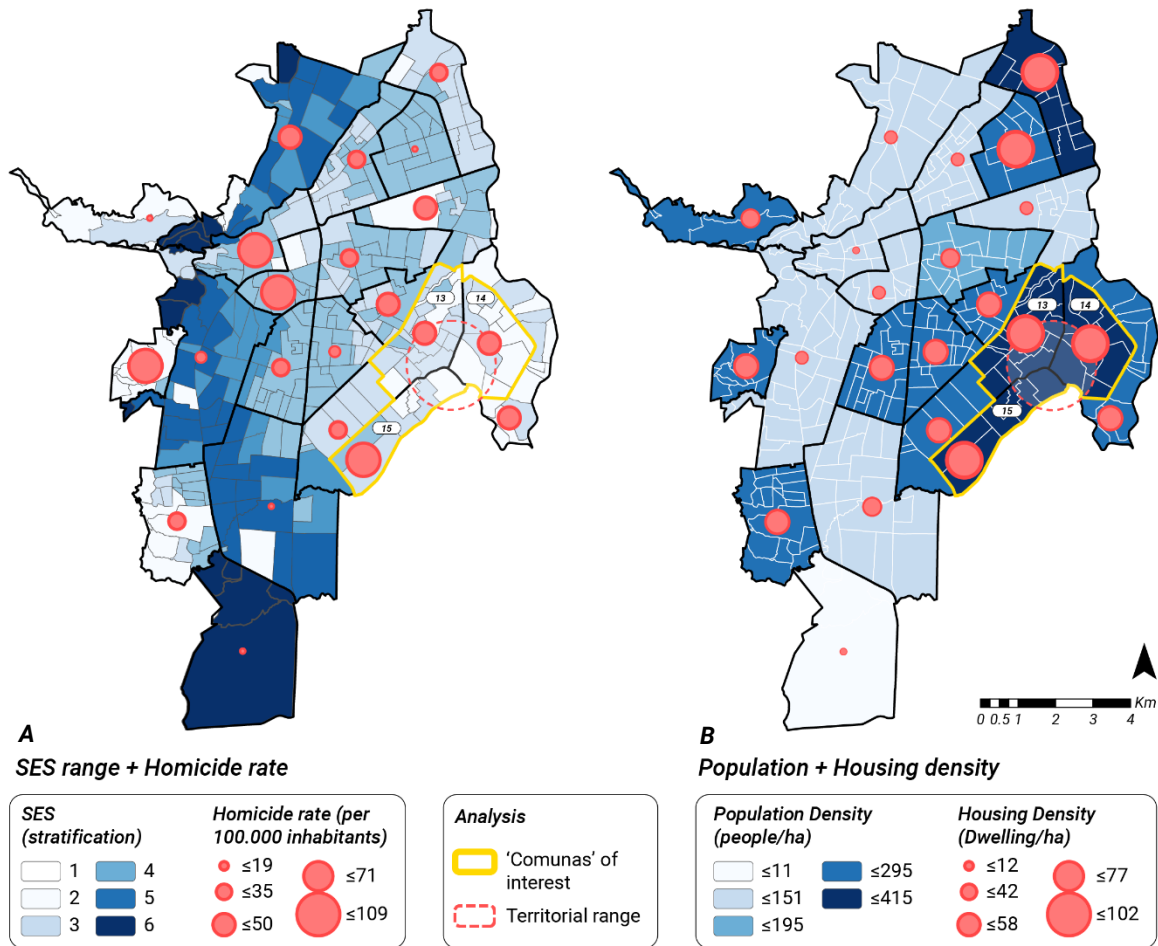 13
14
15
13
14
15
Km
0 0.5 1 2 3 4
A
SES range + Homicide rate
B
Population + Housing density
SES
(stratification)
1
2
3
4
5
6
Homicide rate (per
100.000 inhabitants)
≤19
≤35
≤50
≤71
≤109
Analysis
'Comunas' of
interest
Territorial range
Population Density
(people/ha)
≤11
≤151
≤195
≤295
≤415
Housing Density
(Dwelling/ha)
≤12
≤42
≤58
≤77
≤102